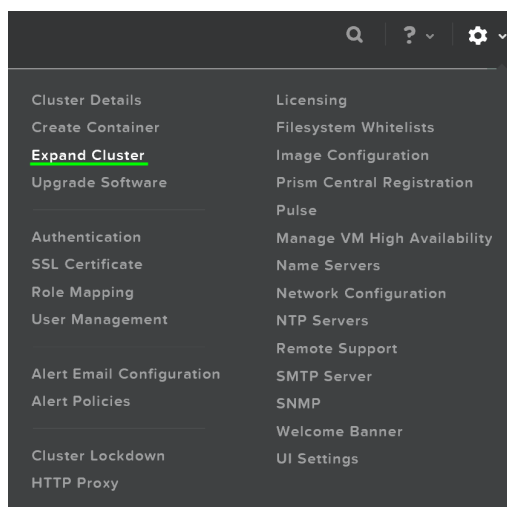 ?
Cluster Details
Create Container
Expand Cluster
Upgrade Software
Authentication
SSL Certificate
Role Mapping
User Management
Alert Email Configuration
Alert Policies
Cluster Lockdown
HTTP Proxy
Licensing
Filesystem Whitelists
Image Configuration
Prism Central Registration
Pulse
Manage VM High Availability
Name Servers
Network Configuration
NTP Servers
Remote Support
SMTP Server
SNMP
Welcome Banner
UI Settings